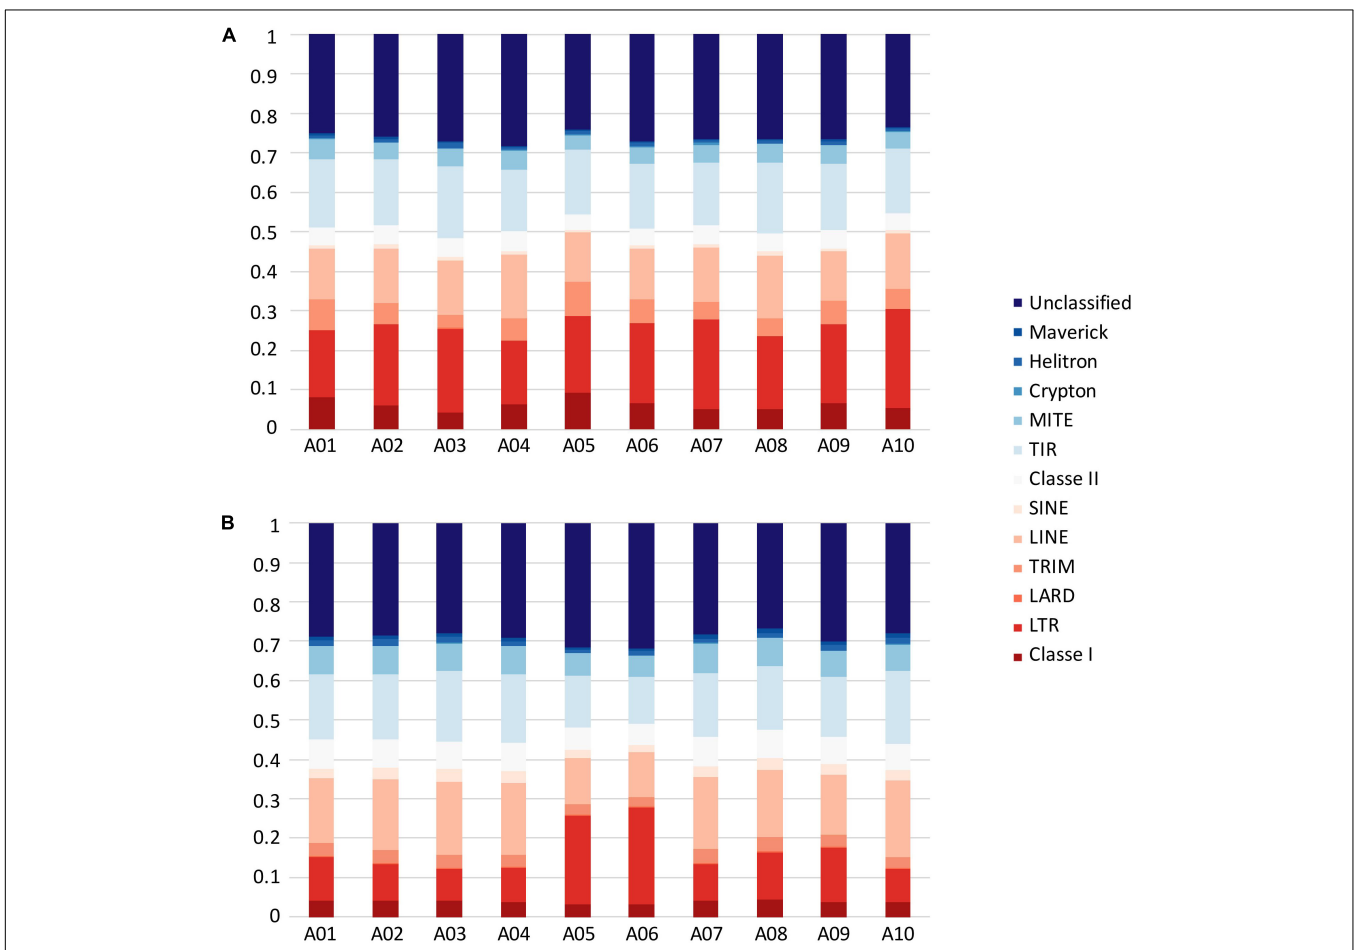 A
1
0.9
0.8
0.7
0.6
0.5
0.4
0.3
0.2
0.1
0
A01 A02 A03 A04 A05 A06 A07 A08 A09 A10
Unclassified
Maverick
Helitron
Crypton
MITE
TIR
Classe II
SINE
LINE
TRIM
LARD
LTR
Classe I
B
1
0.9
0.8
0.7
0.6
0.5
0.4
0.3
0.2
0.1
0
A01 A02 A03 A04 A05 A06 A07 A08 A09 A10